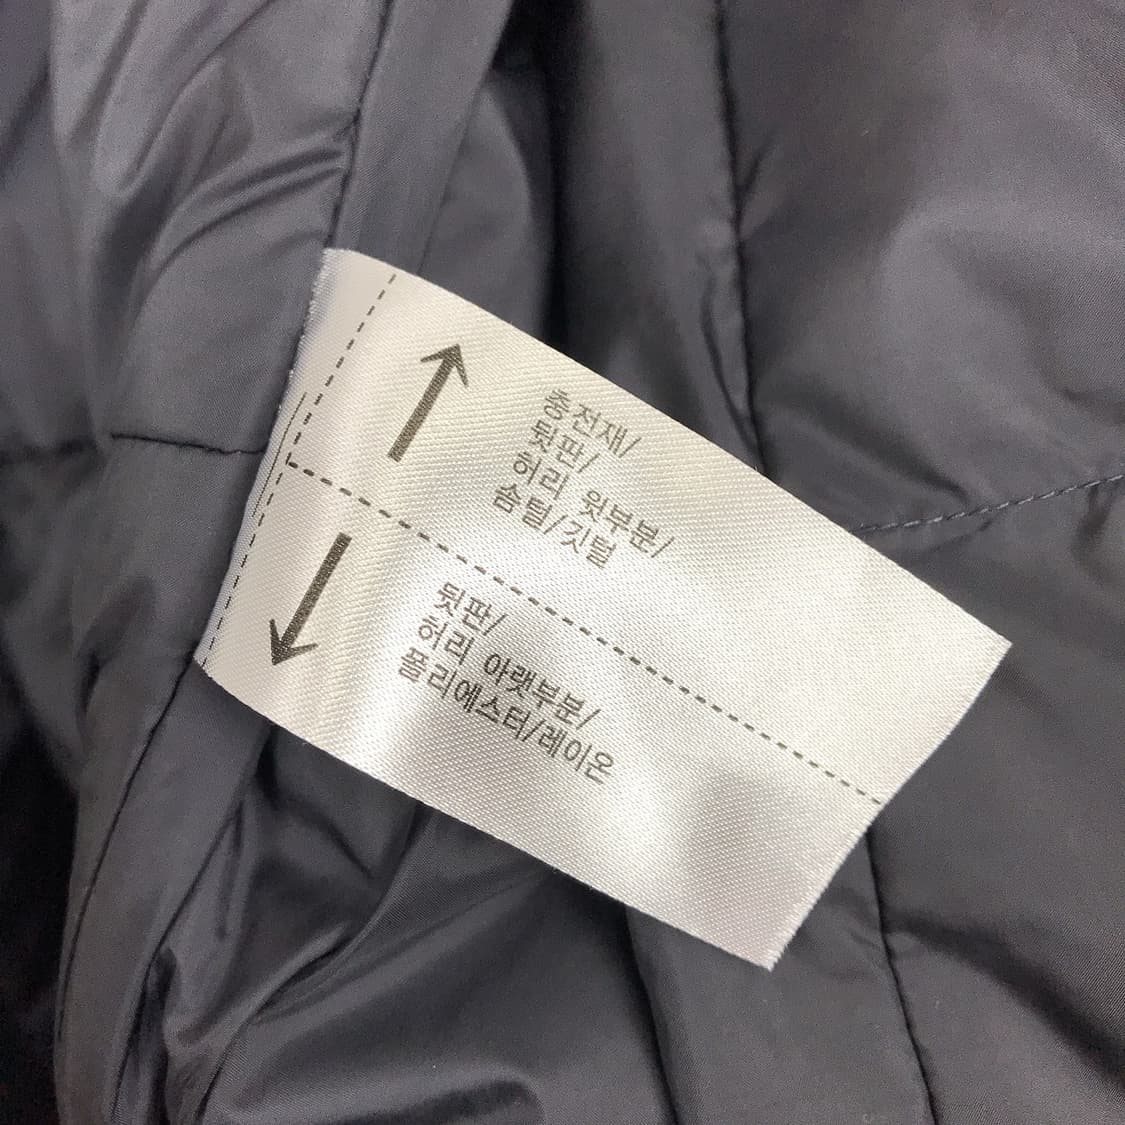 충전재/
뒷판/
허리 윗부분/
솜털/깃털
뒷판/
허리 아랫부분/
폴리에스터/레이온